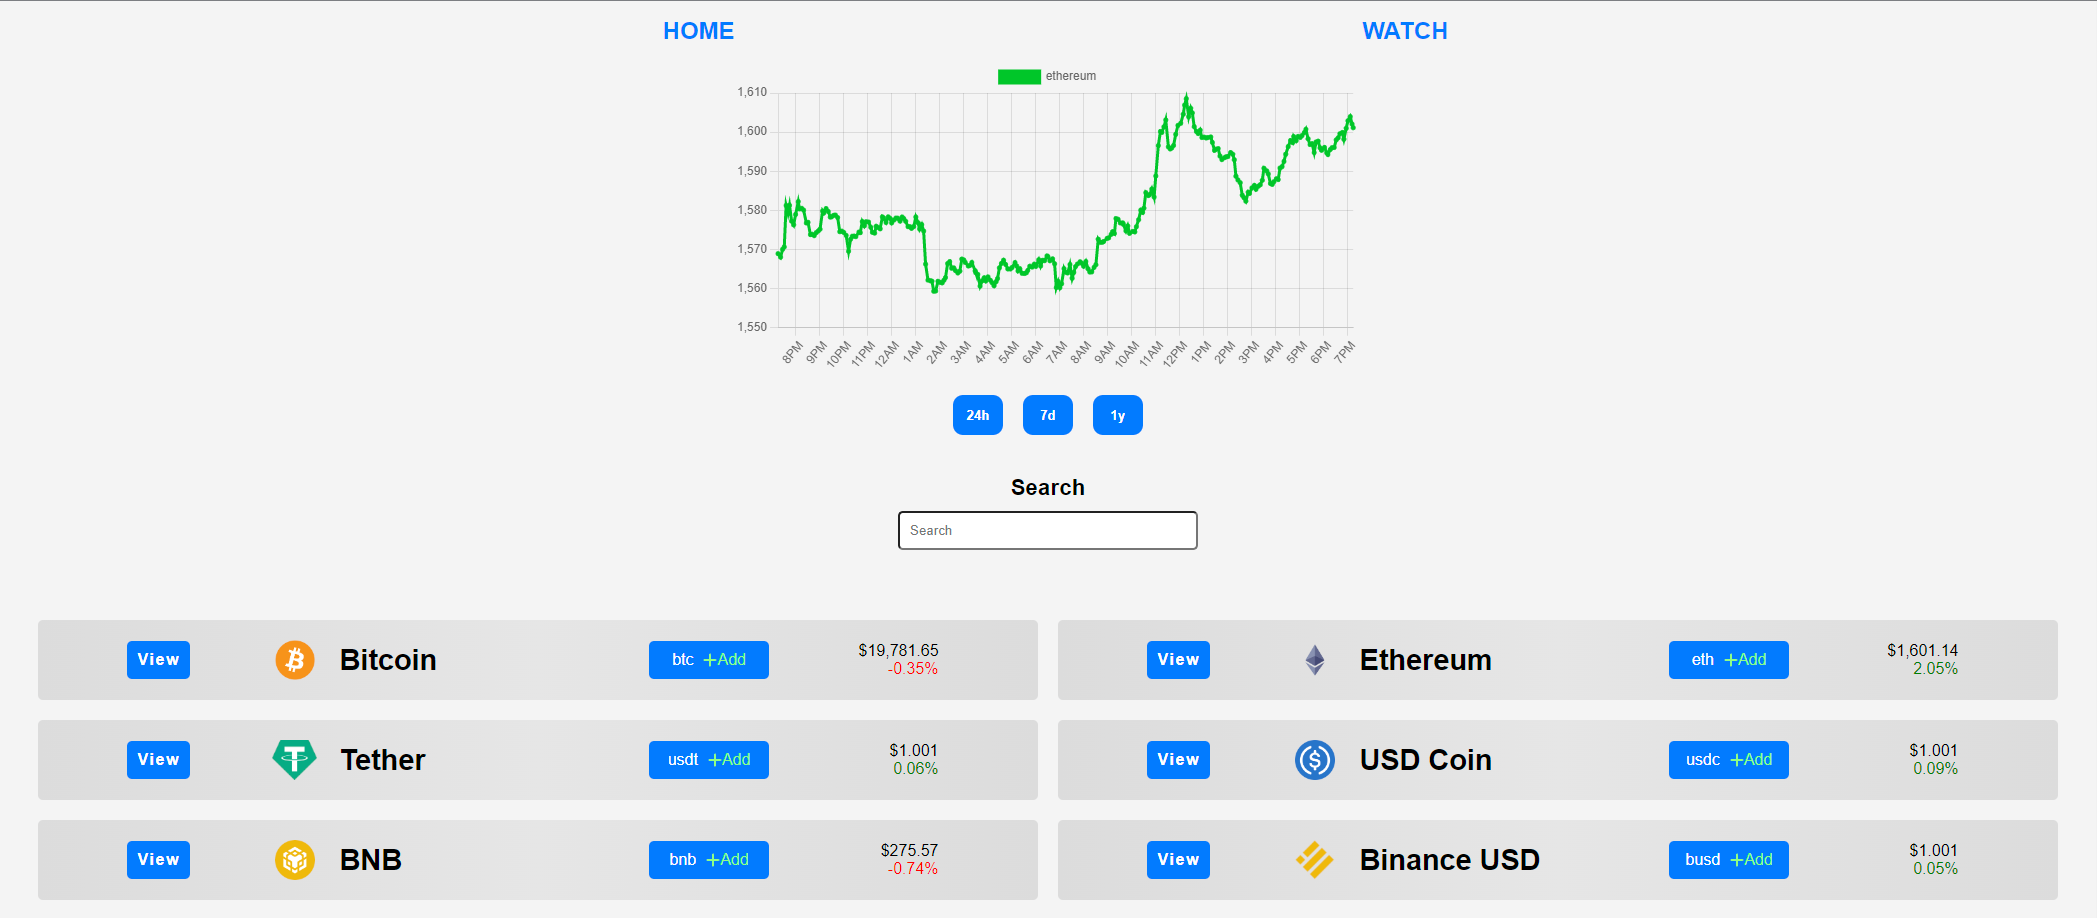 HOME WATCH
ethereum
1,610
1,600
1,590
1,580
1,570
1,560
1,550
8PM 9PM 10PM 11PM 12AM 1AM 2AM 3AM 4AM 5AM 6AM 7AM 8AM 9AM 10AM 11AM 12PM 1PM 2PM 3PM 4PM 5PM 6PM 7PM
24h 7d 1y
Search
Search
View Bitcoin btc +Add $19,781.65
-0.35%
View Ethereum eth +Add $1,601.14
2.05%
View Tether usdt +Add $1.001
0.06%
View USD Coin usdc +Add $1.001
0.09%
View BNB bnb +Add $275.57
-0.74%
View Binance USD busd +Add $1.001
0.05%